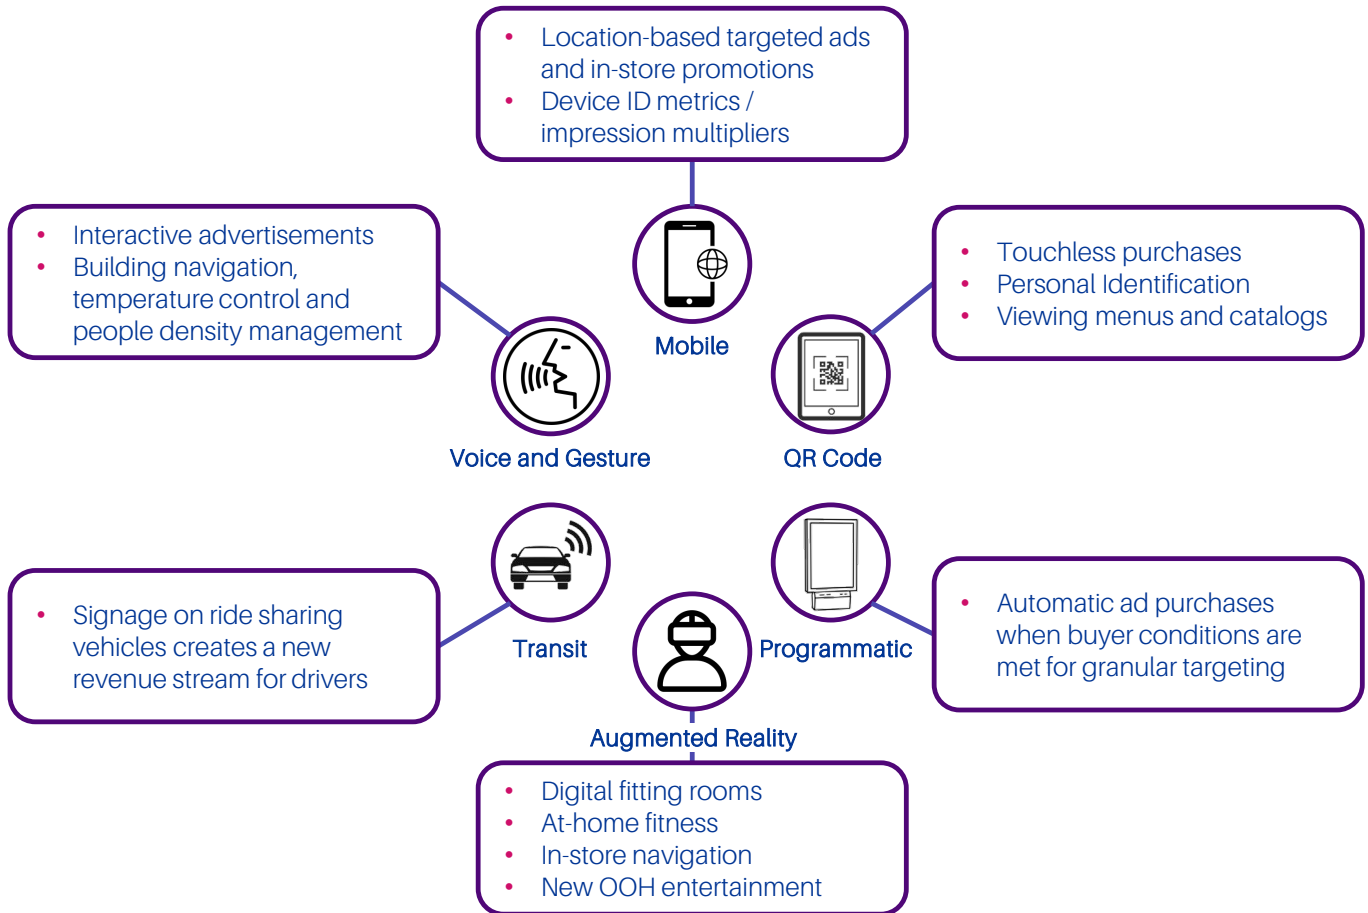 • Location-based targeted ads
and in-store promotions
• Device ID metrics /
impression multipliers
• Interactive advertisements
• Building navigation,
temperature control and
people density management
Mobile
• Touchless purchases
• Personal Identification
• Viewing menus and catalogs
Voice and Gesture
QR Code
• Signage on ride sharing
vehicles creates a new
revenue stream for drivers
Transit
Programmatic
• Automatic ad purchases
when buyer conditions are
met for granular targeting
Augmented Reality
• Digital fitting rooms
• At-home fitness
• In-store navigation
• New OOH entertainment